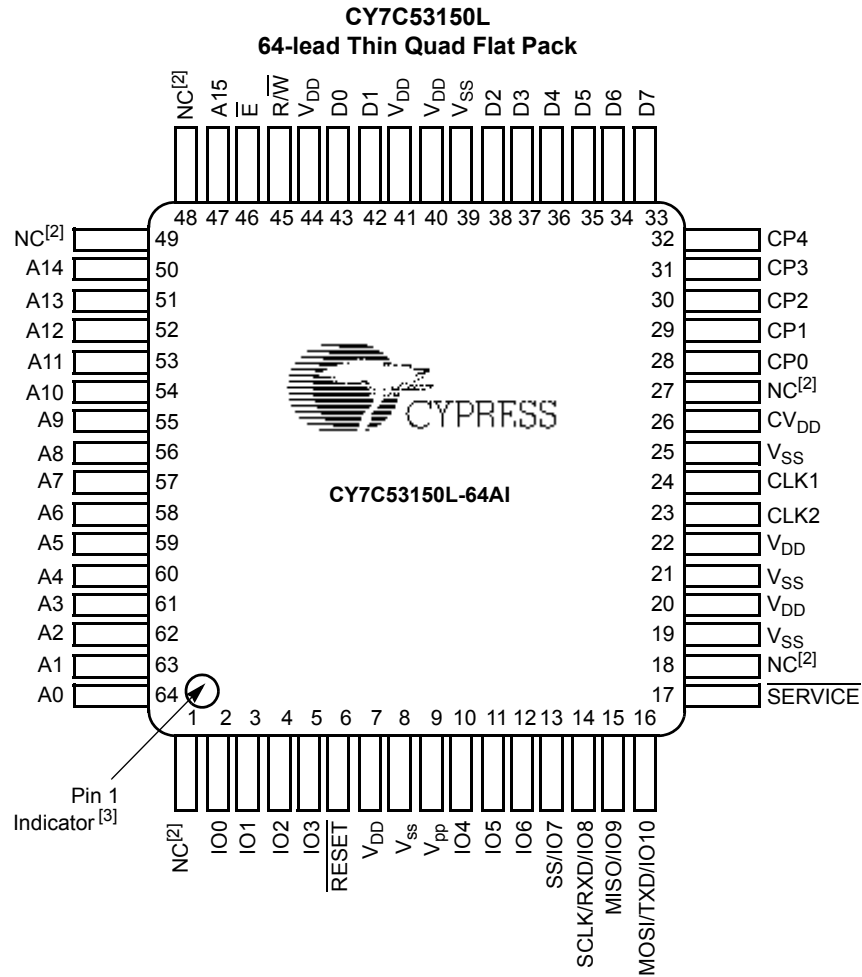 CY7C53150L
64-lead Thin Quad Flat Pack
NC[2]
A15
E
R/W
VDD
D0
D1
VDD
VDD
VSS
D2
D3
D4
D5
D6
D7
48 47 46 45 44 43 42 41 40 39 38 37 36 35 34 33
NC[2] 49 32 CP4
A14 50 31 CP3
A13 51 30 CP2
A12 52 29 CP1
A11 53 28 CP0
A10 54 27 NC[2]
CYPRESS
A9 55 26 CVDD
A8 56 25 VSS
A7 57 24 CLK1
CY7C53150L-64AI
A6 58 23 CLK2
A5 59 22 VDD
A4 60 21 VSS
A3 61 20 VDD
A2 62 19 VSS
A1 63 18 NC[2]
A0 64 17 SERVICE
1 2 3 4 5 6 7 8 9 10 11 12 13 14 15 16
Pin 1
Indicator [3]
NC[2]
IO0
IO1
IO2
IO3
RESET
VDD
Vss
Vpp
IO4
IO5
IO6
SS/IO7
SCLK/RXD/IO8
MISO/IO9
MOSI/TXD/IO10